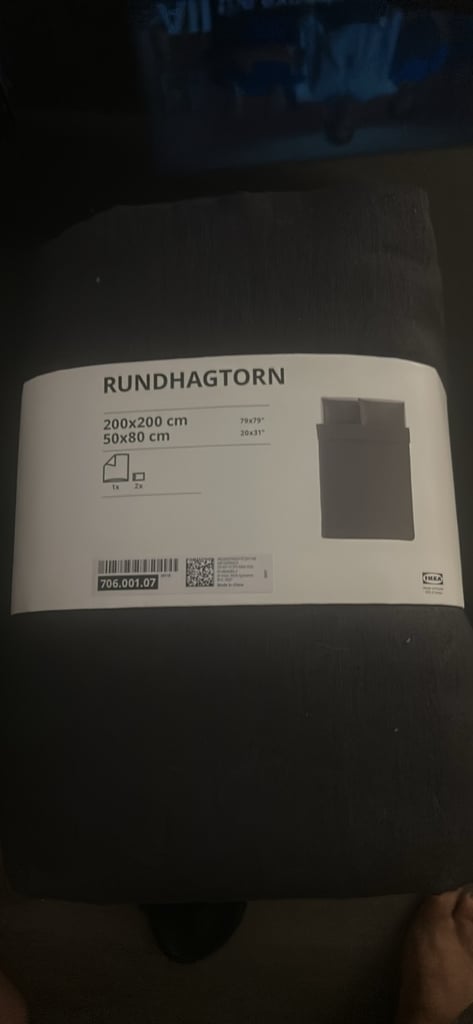 RUNDHAGTORN
200x200 cm 79x79"
50x80 cm 20x31"
1x 2x
706.001.07
Made in China
IKEA